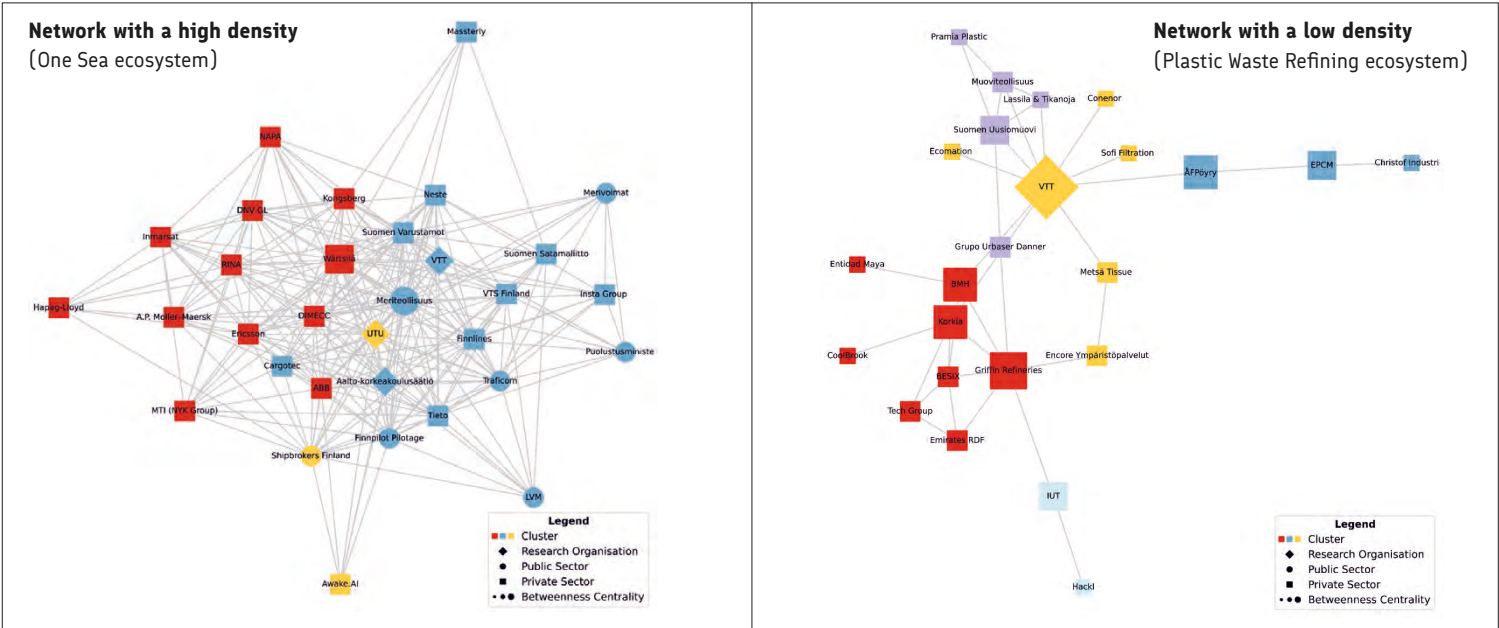 Network with a high density
(One Sea ecosystem)
Massterly
NAPA
Kongsberg
Neste
Merivoimat
DNV GL
Suomen Varustamot
Inmarsat
Suomen Satamaliitto
RINA
Wärtsilä
VTT
Meriteollisuus
VTS Finland
Insta Group
Hapag-Lloyd
A.P. Moller-Maersk
DIMECC
Ericsson
UTU
Finnlines
Puolustusministe
Cargotec
ABB
Aalto-korkeakoulusäätiö
Traficom
MTI (NYK Group)
Tieto
Finnpilot Pilotage
Shipbrokers Finland
LVM
Awake.AI
Legend
Cluster
Research Organisation
Public Sector
Private Sector
Betweenness Centrality
Network with a low density
(Plastic Waste Refining ecosystem)
Pramia Plastic
Muoviteollisuus
Lassila & Tikanoja
Conenor
Suomen Uusiomuovi
Ecomation
Sofi Filtration
VTT
ÅFPöyry
EPCM
Christof Industri
Grupo Urbaser Danner
Entidad Maya
Metsä Tissue
BMH
Korkia
CoolBrook
Encore Ympäristöpalvelut
BESIX
Griffin Refineries
Tech Group
Emirates RDF
IUT
Hackl
Legend
Cluster
Research Organisation
Public Sector
Private Sector
Betweenness Centrality